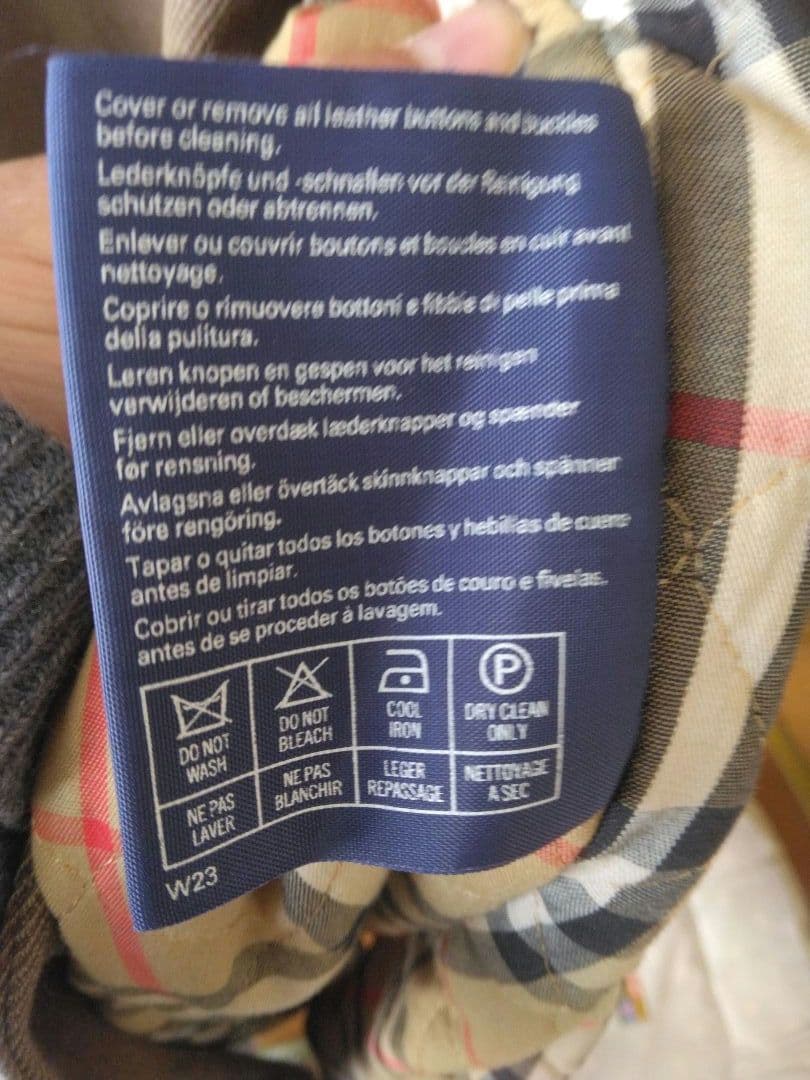 Cover or remove all leather buttons and buckles
before cleaning.
Lederknöpfe und -schnallen vor der Reinigung
schützen oder abtrennen.
Enlever ou couvrir boutons et boucles en cuir avant
nettoyage.
Coprire o rimuovere bottoni e fibbie di pelle prima
della pulitura.
Leren knopen en gespen voor het reinigen
verwijderen of beschermen.
Fjern eller overdæk læderknapper og spænder
før rensning.
Avlägsna eller övertäck skinnknappar och spännen
före rengöring.
Tapar o quitar todos los botones y hebillas de cuero
antes de limpiar.
Cobrir ou tirar todos os botões de couro e fivelas.
antes de se proceder à lavagem.
P
DO NOT WASH
DO NOT BLEACH
COOL IRON
DRY CLEAN ONLY
NE PAS LAVER
NE PAS BLANCHIR
LEGER REPASSAGE
NETTOYAGE A SEC
W23